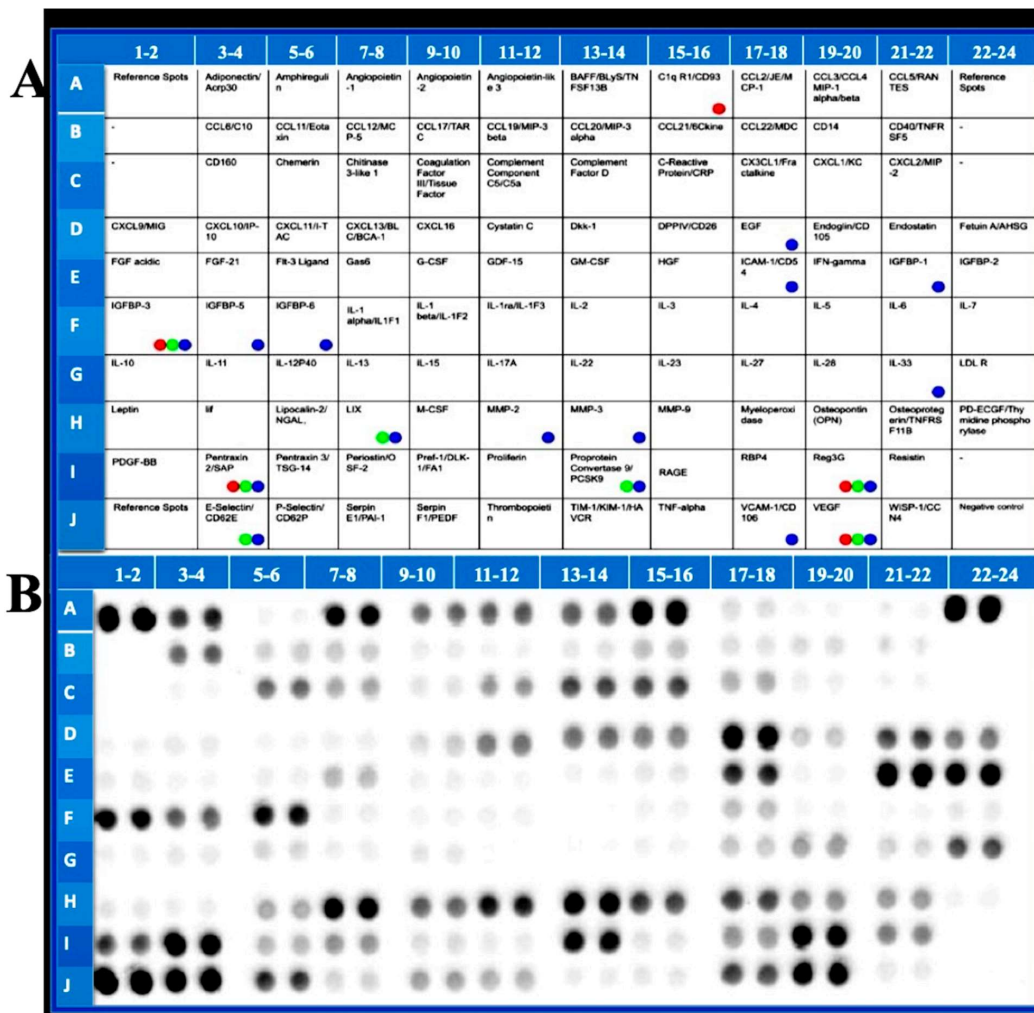 A
1-2 3-4 5-6 7-8 9-10 11-12 13-14 15-16 17-18 19-20 21-22 22-24
A
Reference Spots Adiponectin/ Amphireguli Angiopoietin Angiopoietin Angiopoietin-lik BAFF/BLyS/TN C1q R1/CD93 CCL2/JE/M CCL3/CCL4 CCL5/RAN Reference
Acrp30 n -1 -2 e 3 FSF13B CP-1 MIP-1 TES Spots
alpha/beta
B
- CCL6/C10 CCL11/Eota CCL12/MC CCL17/TAR CCL19/MIP-3 CCL20/MIP-3 CCL21/6Ckine CCL22/MDC CD14 CD40/TNFR -
xin P-5 C beta alpha SF5
C
- CD160 Chemerin Chitinase Coagulation Complement Complement C-Reactive CX3CL1/Fra CXCL1/KC CXCL2/MIP -
3-like 1 Factor Component Factor D Protein/CRP ctalkine -2
III/Tissue C5/C5a
Factor
D
CXCL9/MIG CXCL10/IP- CXCL11/I-T CXCL13/BL CXCL16 Cystatin C Dkk-1 DPPIV/CD26 EGF Endoglin/CD Endostatin Fetuin A/AHSG
10 AC C/BCA-1 105
E
FGF acidic FGF-21 Flt-3 Ligand Gas6 G-CSF GDF-15 GM-CSF HGF ICAM-1/CD5 IFN-gamma IGFBP-1 IGFBP-2
4
F
IGFBP-3 IGFBP-5 IGFBP-6 IL-1 IL-1 IL-1ra/IL-1F3 IL-2 IL-3 IL-4 IL-5 IL-6 IL-7
alpha/IL1F1 beta/IL-1F2
G
IL-10 IL-11 IL-12P40 IL-13 IL-15 IL-17A IL-22 IL-23 IL-27 IL-28 IL-33 LDL R
H
Leptin lif Lipocalin-2/ LIX M-CSF MMP-2 MMP-3 MMP-9 Myeloperoxi Osteopontin Osteoproteg PD-ECGF/Thy
NGAL, dase (OPN) erin/TNFRS midine phospho
F11B rylase
I
PDGF-BB Pentraxin Pentraxin 3/ Periostin/O Pref-1/DLK- Proliferin Proprotein RAGE RBP4 Reg3G Resistin -
2/SAP TSG-14 SF-2 1/FA1 Convertase 9/
PCSK9
J
Reference Spots E-Selectin/ P-Selectin/ Serpin Serpin Thrombopoieti TIM-1/KIM-1/HA TNF-alpha VCAM-1/CD VEGF WISP-1/CC Negative control
CD62E CD62P E1/PAI-1 F1/PEDF n VCR 106 N4
B
1-2 3-4 5-6 7-8 9-10 11-12 13-14 15-16 17-18 19-20 21-22 22-24
A
B
C
D
E
F
G
H
I
J